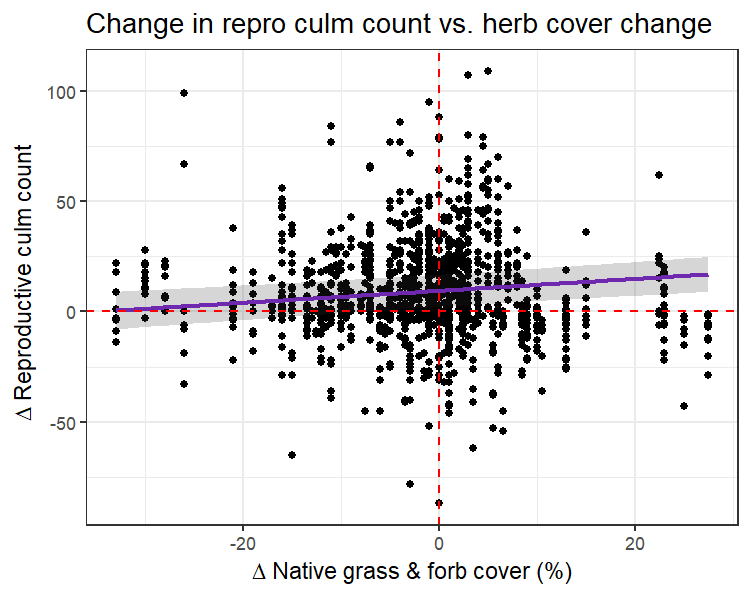 Change in repro culm count vs. herb cover change
Δ Reproductive culm count
100
50
0
-50
-20
0
20
Δ Native grass & forb cover (%)